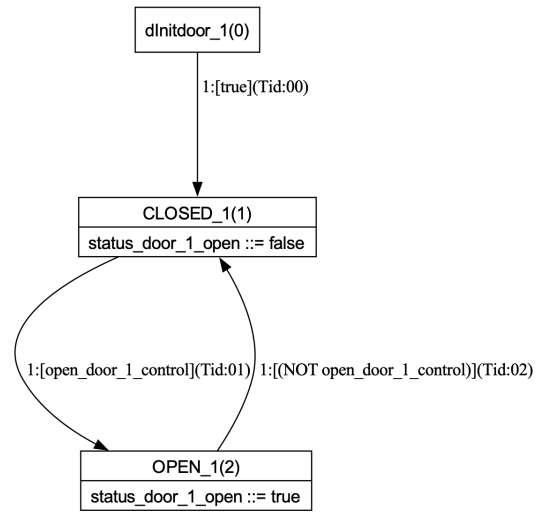 dInitdoor_1(0)
1:[true](Tid:00)
CLOSED_1(1)
status_door_1_open ::= false
1:[open_door_1_control](Tid:01)
1:[(NOT open_door_1_control)](Tid:02)
OPEN_1(2)
status_door_1_open ::= true